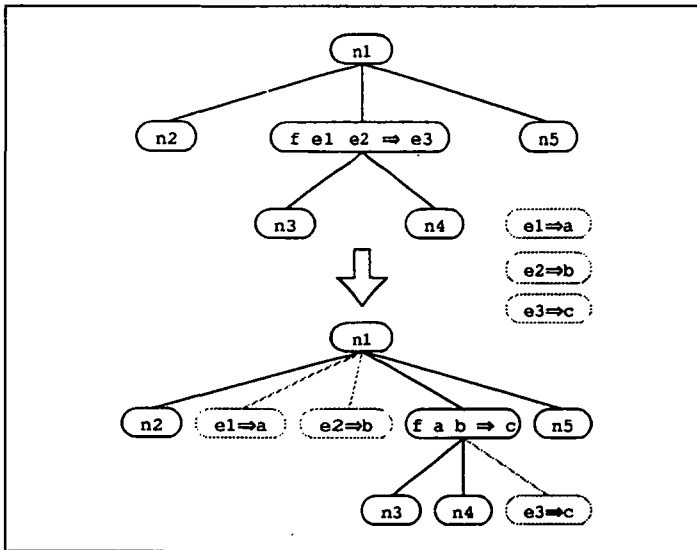 n1
n2 f e1 e2 ⇒ e3 n5
n3 n4
e1⇒a
e2⇒b
e3⇒c
n1
n2 e1⇒a e2⇒b f a b ⇒ c n5
n3 n4 e3⇒c